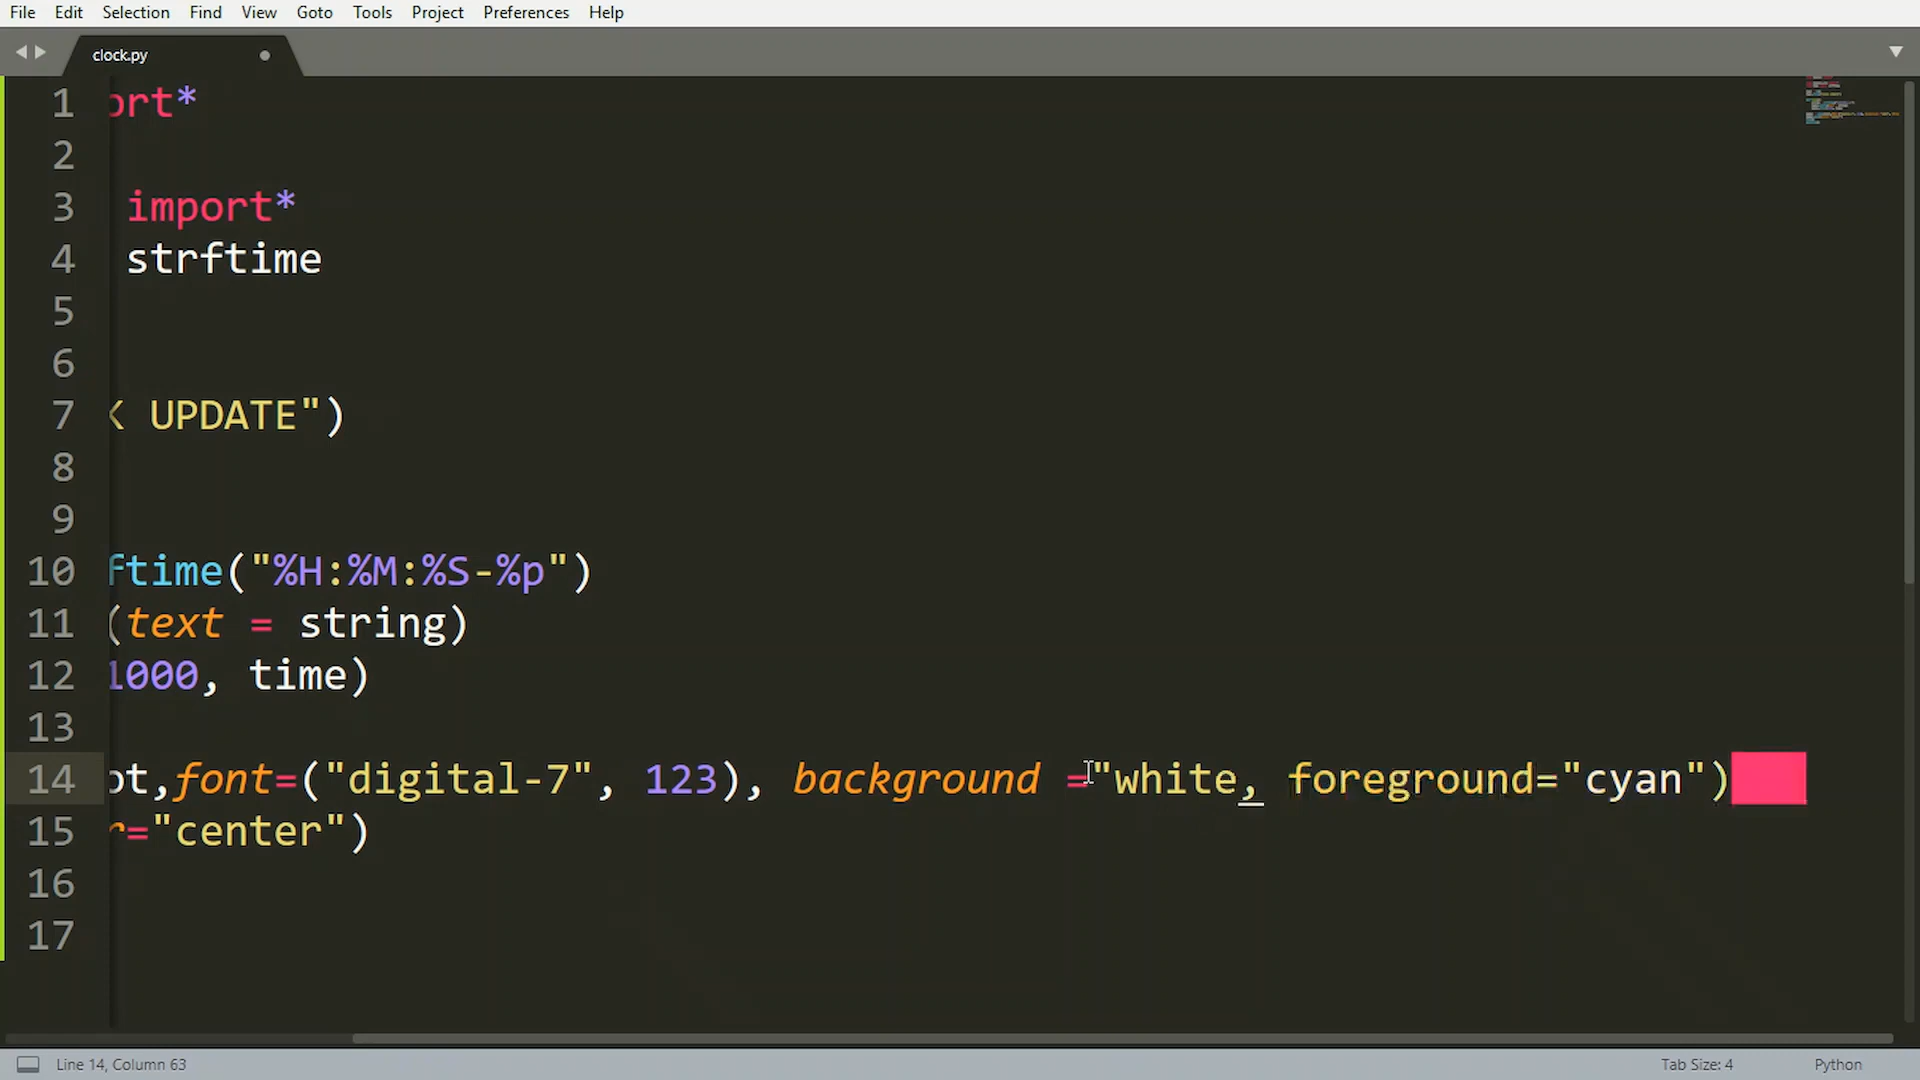 File Edit Selection Find View Goto Tools Project Preferences Help
clock.py
1 ort*
2
3 import*
4 strftime
5
6
7 K UPDATE")
8
9
10 ftime("%H:%M:%S-%p")
11 (text = string)
12 1000, time)
13
14 ot,font=("digital-7", 123), background ="white, foreground="cyan")
15 r="center")
16
17
Line 14, Column 63 Tab Size: 4 Python